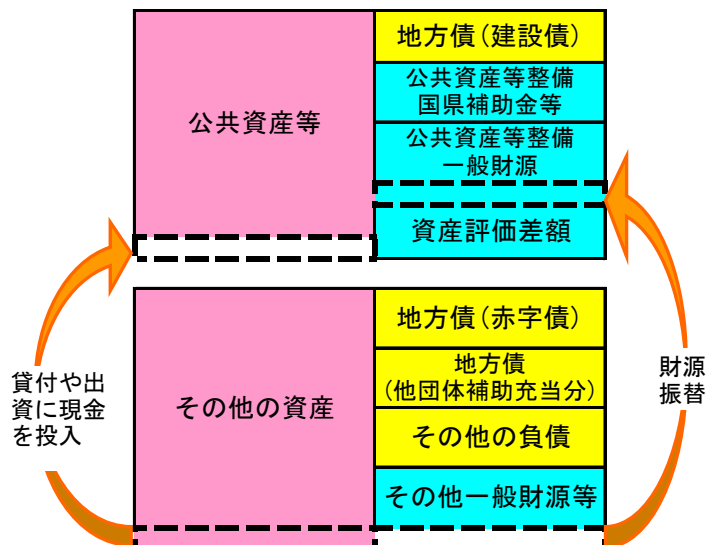 公共資産等
地方債（建設債）
公共資産等整備
国県補助金等
公共資産等整備
一般財源
資産評価差額
その他の資産
地方債（赤字債）
地方債
（他団体補助充当分）
その他の負債
その他一般財源等
貸付や出
資に現金
を投入
財源
振替